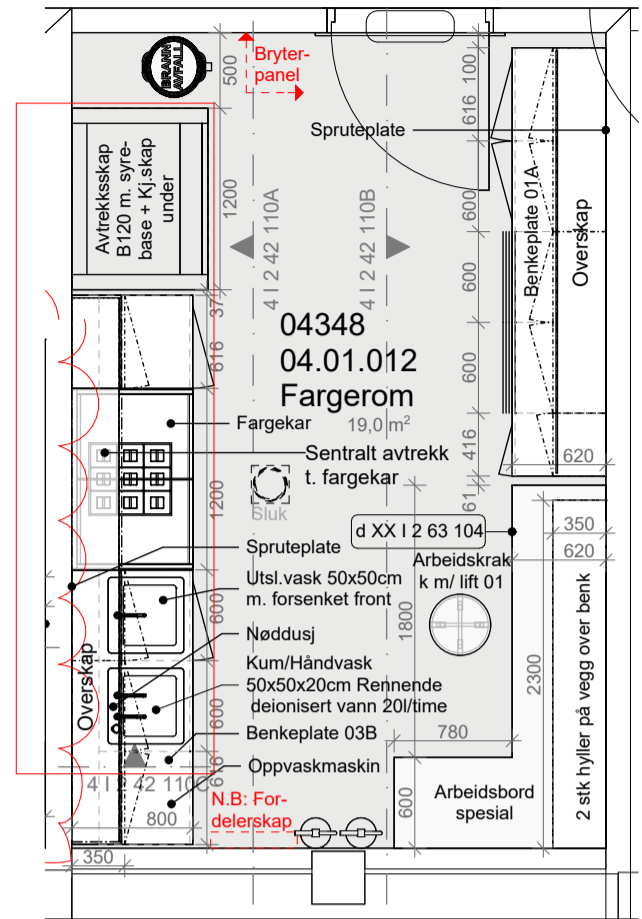 BRANN
AVFALL
500
Bryter-
panel
100
616
Spruteplate
Avtrekksskap
B120 m. syre-
base + Kj.skap
under
1200
4 I 2 42 110A
4 I 2 42 110B
600
Benkeplate 01A
Overskap
600
37
616
04348
04.01.012
Fargerom
19,0 m²
600
Fargekar
416
Sentralt avtrekk
t. fargekar
620
1200
61
Sluk
d XX I 2 63 104
350
620
Spruteplate
Arbeidskrak
k m/ lift 01
Utsl.vask 50x50cm
m. forsenket front
600
1800
Nøddusj
Overskap
Kum/Håndvask
50x50x20cm Rennende
deionisert vann 20l/time
600
2300
2 stk hyller på vegg over benk
Benkeplate 03B
780
Oppvaskmaskin
4 I 2 42 110C
616
N.B: For-
delerskap
800
600
Arbeidsbord
spesial
350